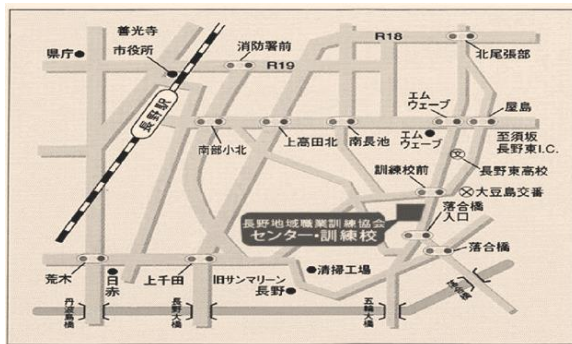 善光寺
県庁
市役所
消防署前
R18
R19
北尾張部
長野駅
エム
ウェーブ
屋島
南部小北
上高田北
南長池
エム
ウェーブ
至須坂
長野東I.C.
長野東高校
訓練校前
大豆島交番
長野地域職業訓練協会
センター・訓練校
落合橋
入口
落合橋
荒木
日赤
上千田
旧サンマリーン
長野
清掃工場
丹波島橋
長野大橋
五輪大橋
落合橋